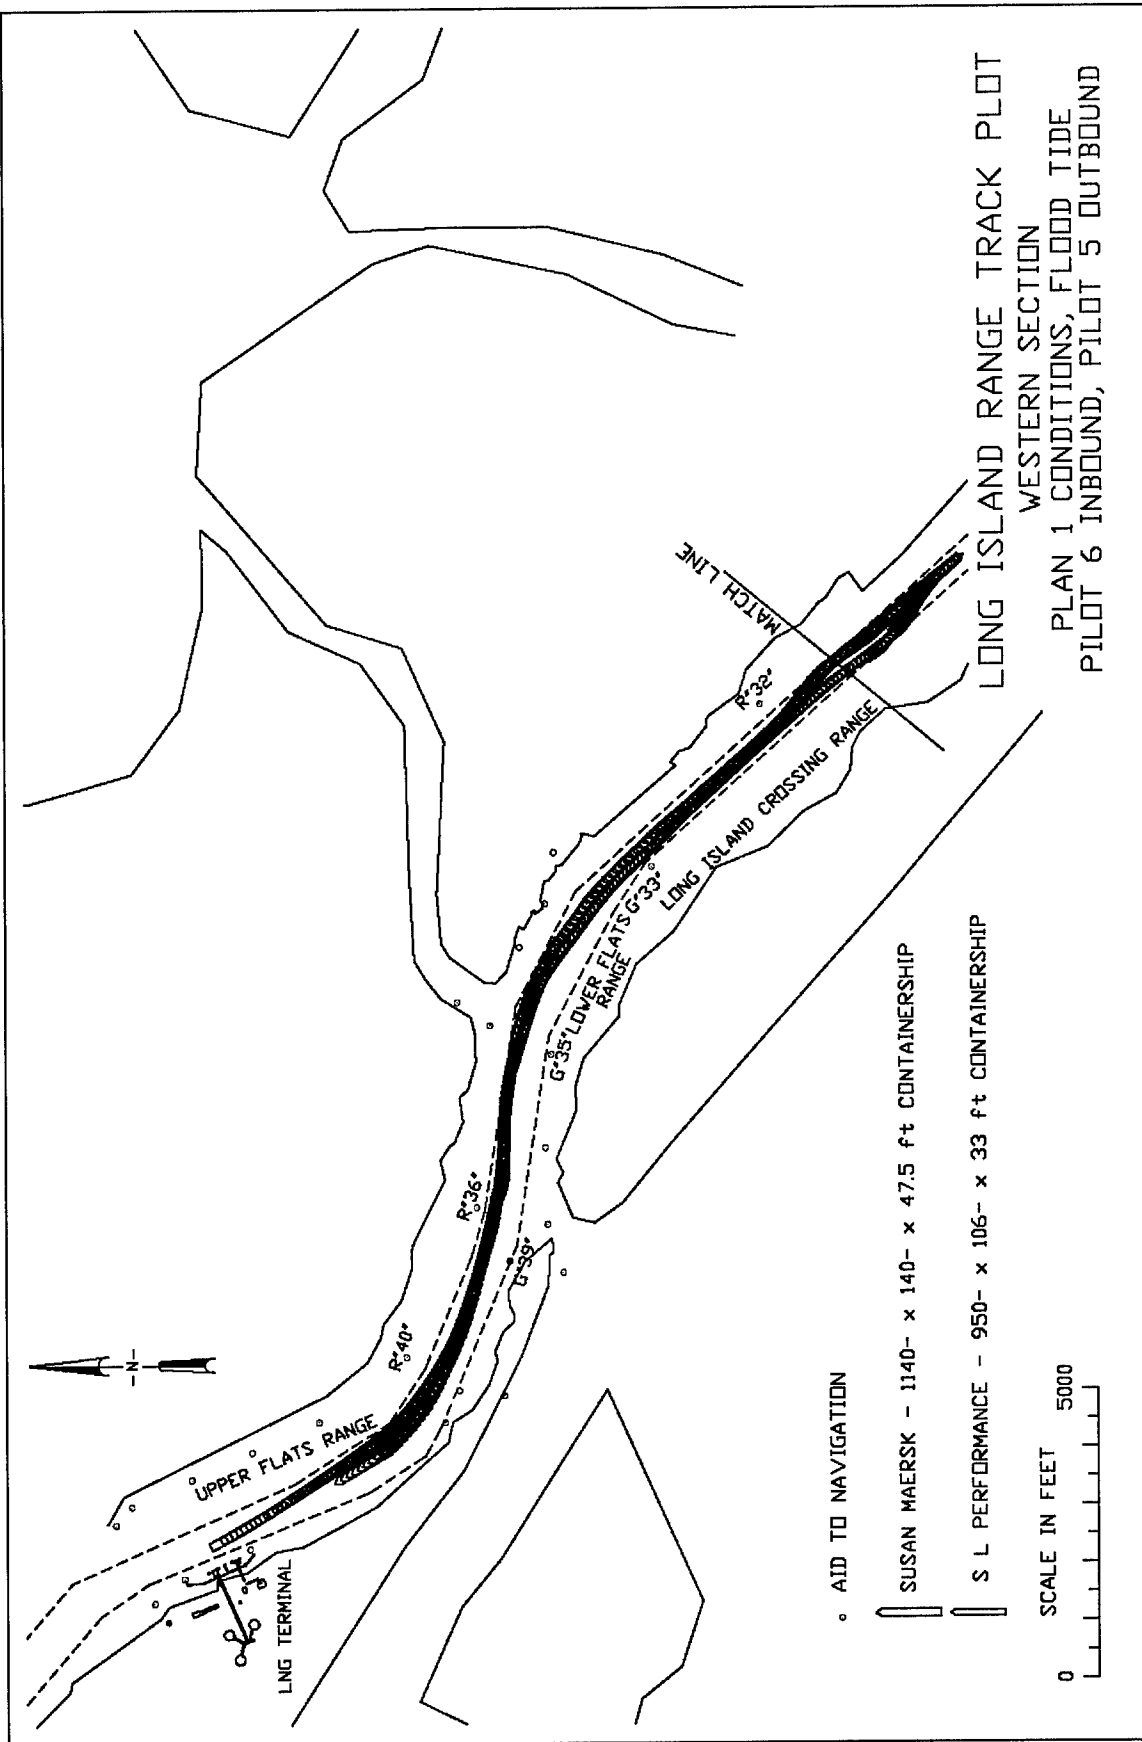 LONG ISLAND RANGE TRACK PLOT
WESTERN SECTION
PLAN 1 CONDITIONS, FLOOD TIDE
PILOT 6 INBOUND, PILOT 5 OUTBOUND
MATCH LINE
R"32"
LONG ISLAND CROSSING RANGE
G"33"
LOWER FLATS
RANGE
G"35"
R"36"
G"39"
R"40"
UPPER FLATS RANGE
-N-
LNG TERMINAL
AID TO NAVIGATION
SUSAN MAERSK - 1140- x 140- x 47.5 ft CONTAINERSHIP
S L PERFORMANCE - 950- x 106- x 33 ft CONTAINERSHIP
SCALE IN FEET
0 5000